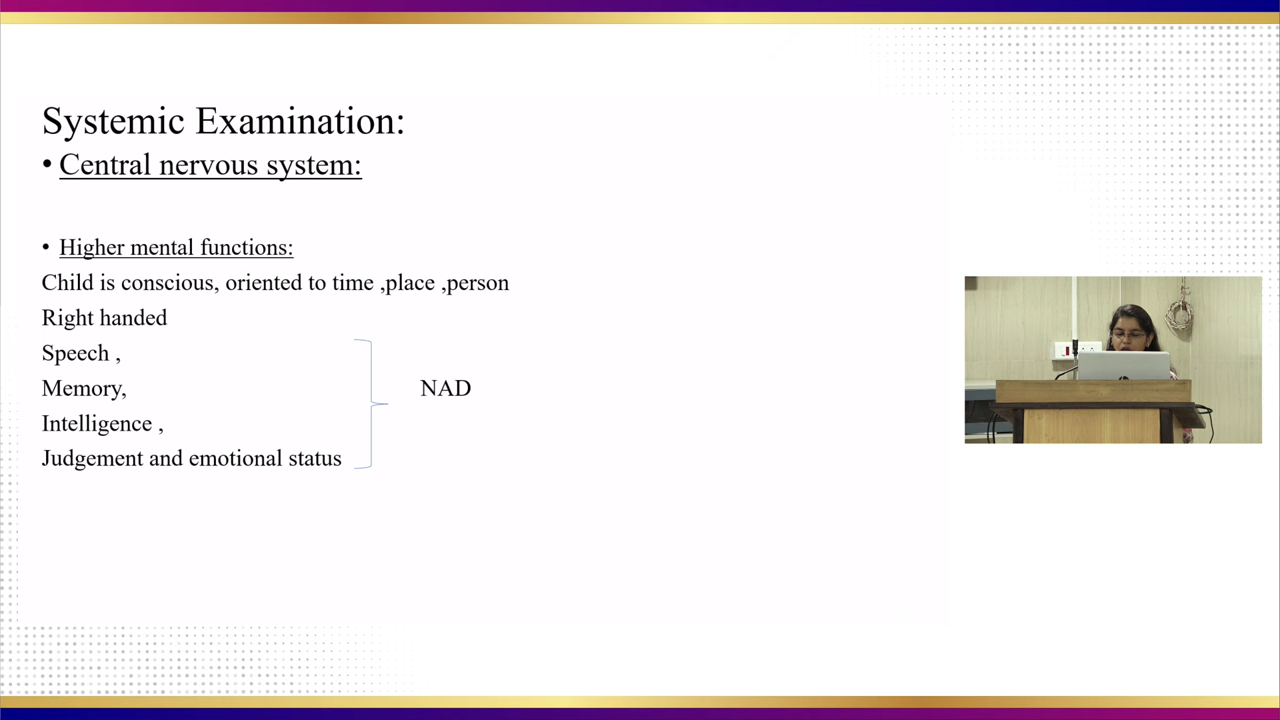 Systemic Examination:
• Central nervous system:
• Higher mental functions:
Child is conscious, oriented to time ,place ,person
Right handed
Speech ,
Memory,
NAD
Intelligence ,
Judgement and emotional status